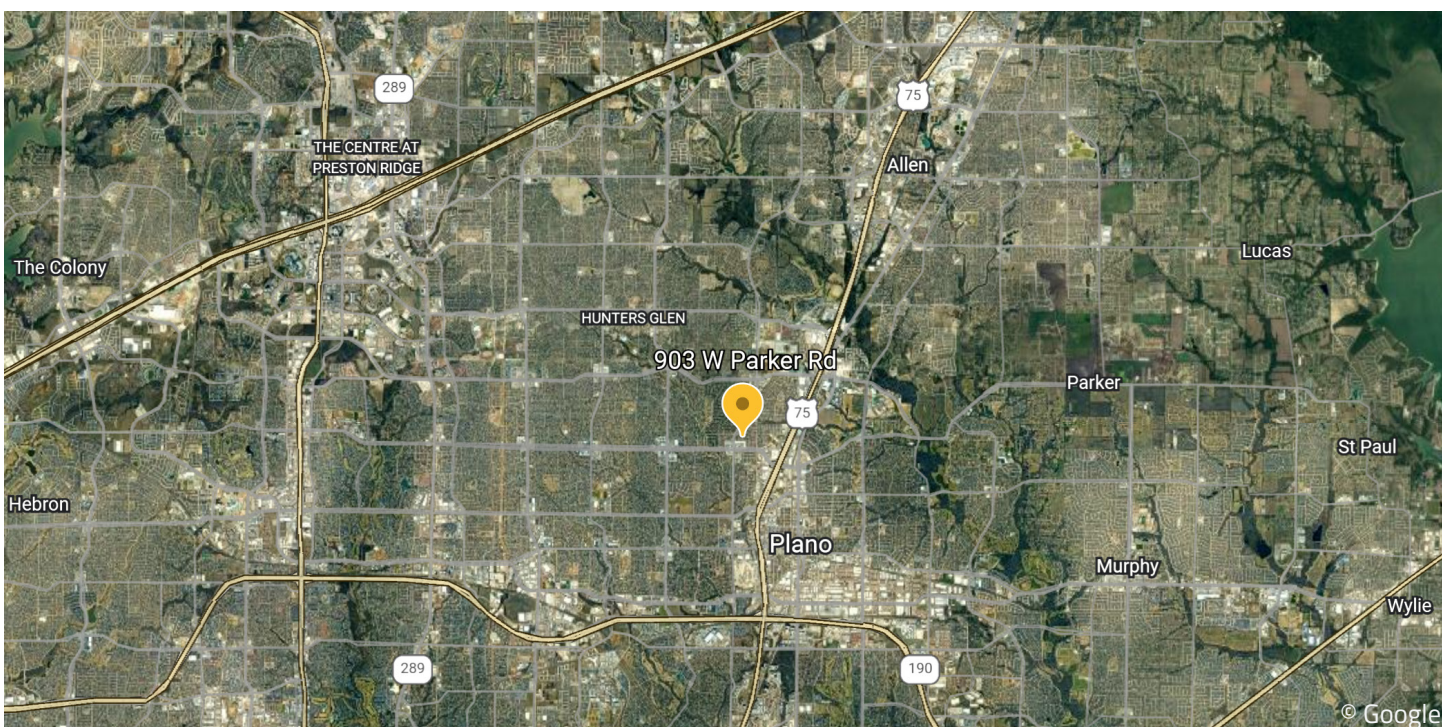 289
75
THE CENTRE AT
PRESTON RIDGE
Allen
Lucas
The Colony
HUNTERS GLEN
903 W Parker Rd
Parker
75
St Paul
Hebron
Plano
Murphy
Wylie
289
190
© Google